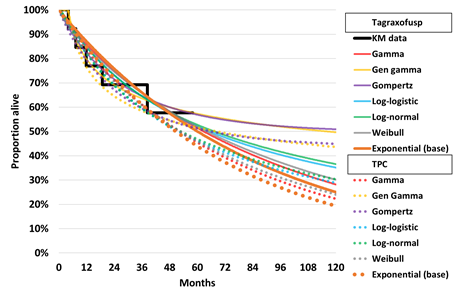 100%
90%
80%
70%
60%
50%
40%
30%
20%
10%
0%
Proportion alive
0 12 24 36 48 60 72 84 96 108 120
Months
Tagraxofusp
KM data
Gamma
Gen gamma
Gompertz
Log-logistic
Log-normal
Weibull
Exponential (base)
TPC
Gamma
Gen Gamma
Gompertz
Log-logistic
Log-normal
Weibull
Exponential (base)